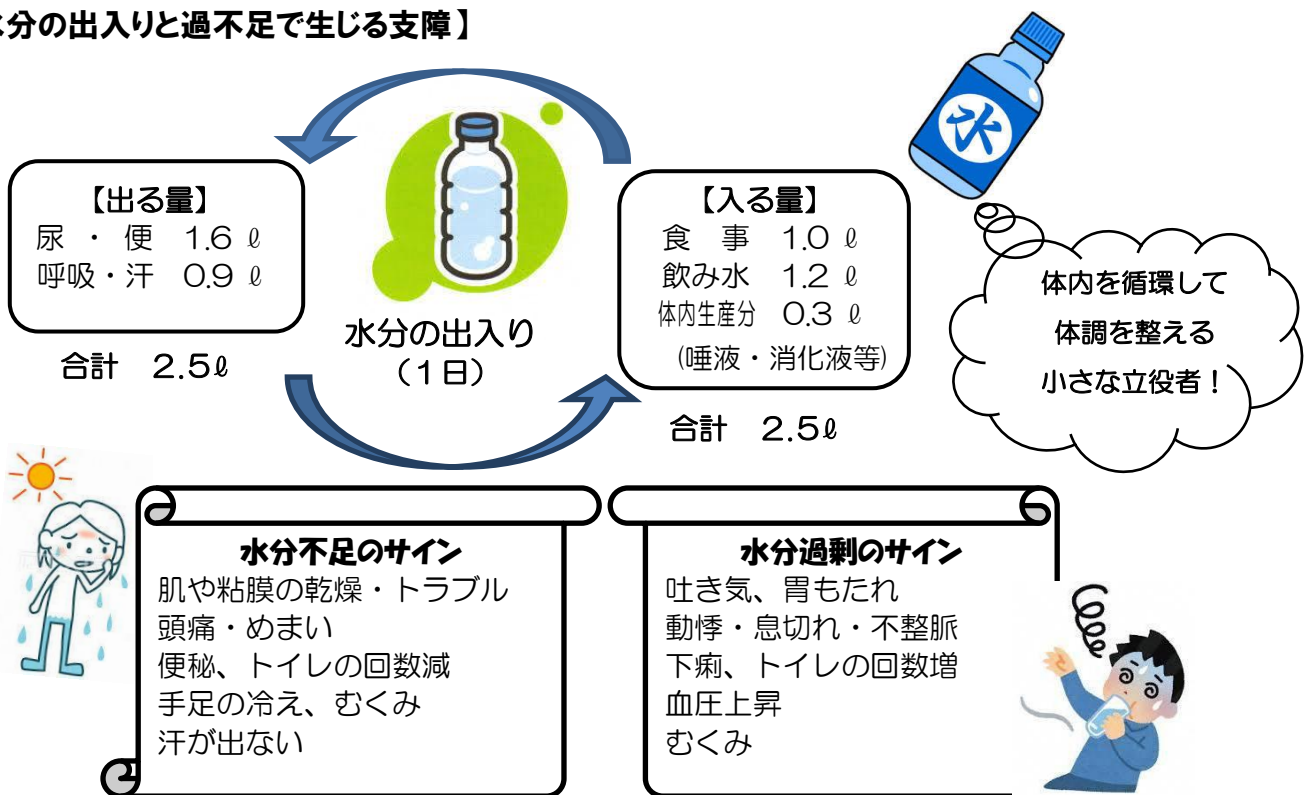 水分の出入りと過不足で生じる支障】
水
【出る量】
尿 ・ 便 1.6 ℓ
呼吸・汗 0.9 ℓ
合計 2.5ℓ
水分の出入り
（１日）
【入る量】
食 事 1.0 ℓ
飲み水 1.2 ℓ
体内生産分 0.3 ℓ
(唾液・消化液等)
合計 2.5ℓ
体内を循環して
体調を整える
小さな立役者！
水分不足のサイン
肌や粘膜の乾燥・トラブル
頭痛・めまい
便秘、トイレの回数減
手足の冷え、むくみ
汗が出ない
水分過剰のサイン
吐き気、胃もたれ
動悸・息切れ・不整脈
下痢、トイレの回数増
血圧上昇
むくみ